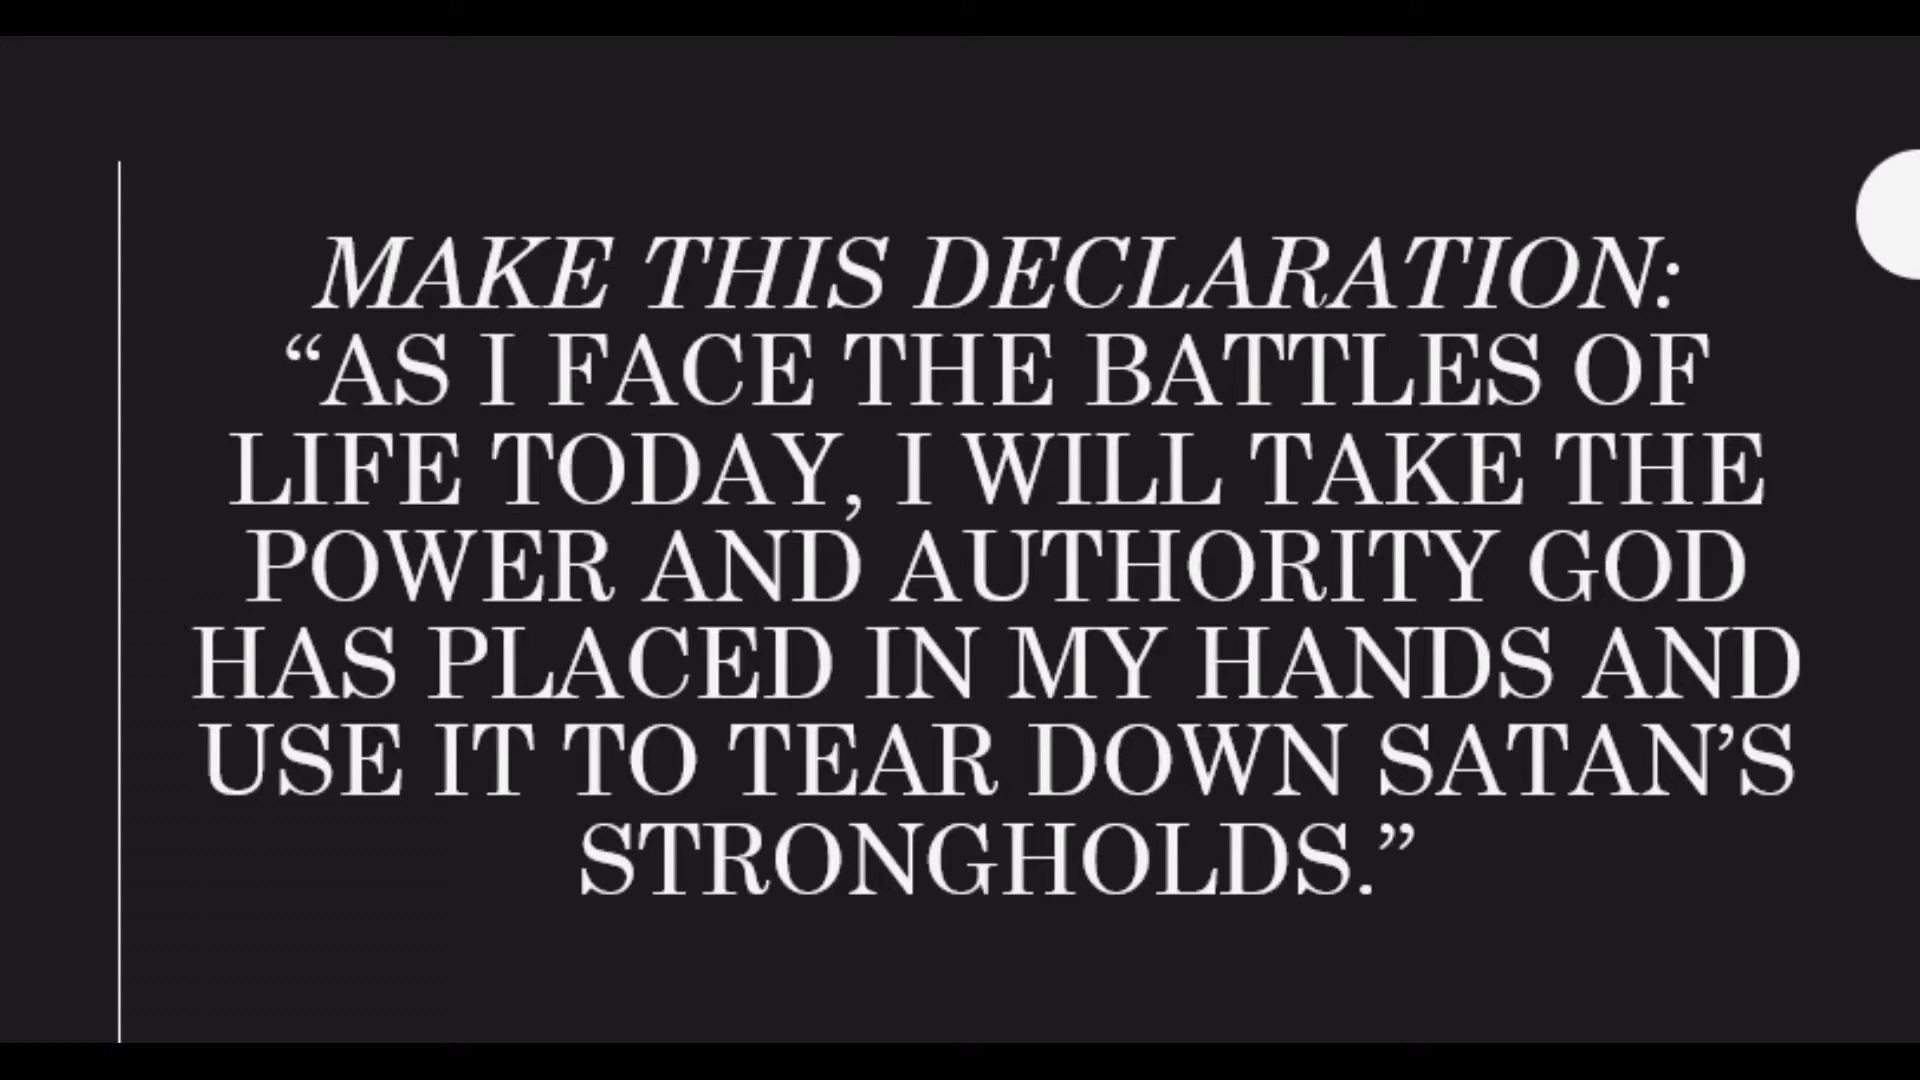 MAKE THIS DECLARATION:
“AS I FACE THE BATTLES OF
LIFE TODAY, I WILL TAKE THE
POWER AND AUTHORITY GOD
HAS PLACED IN MY HANDS AND
USE IT TO TEAR DOWN SATAN’S
STRONGHOLDS.”